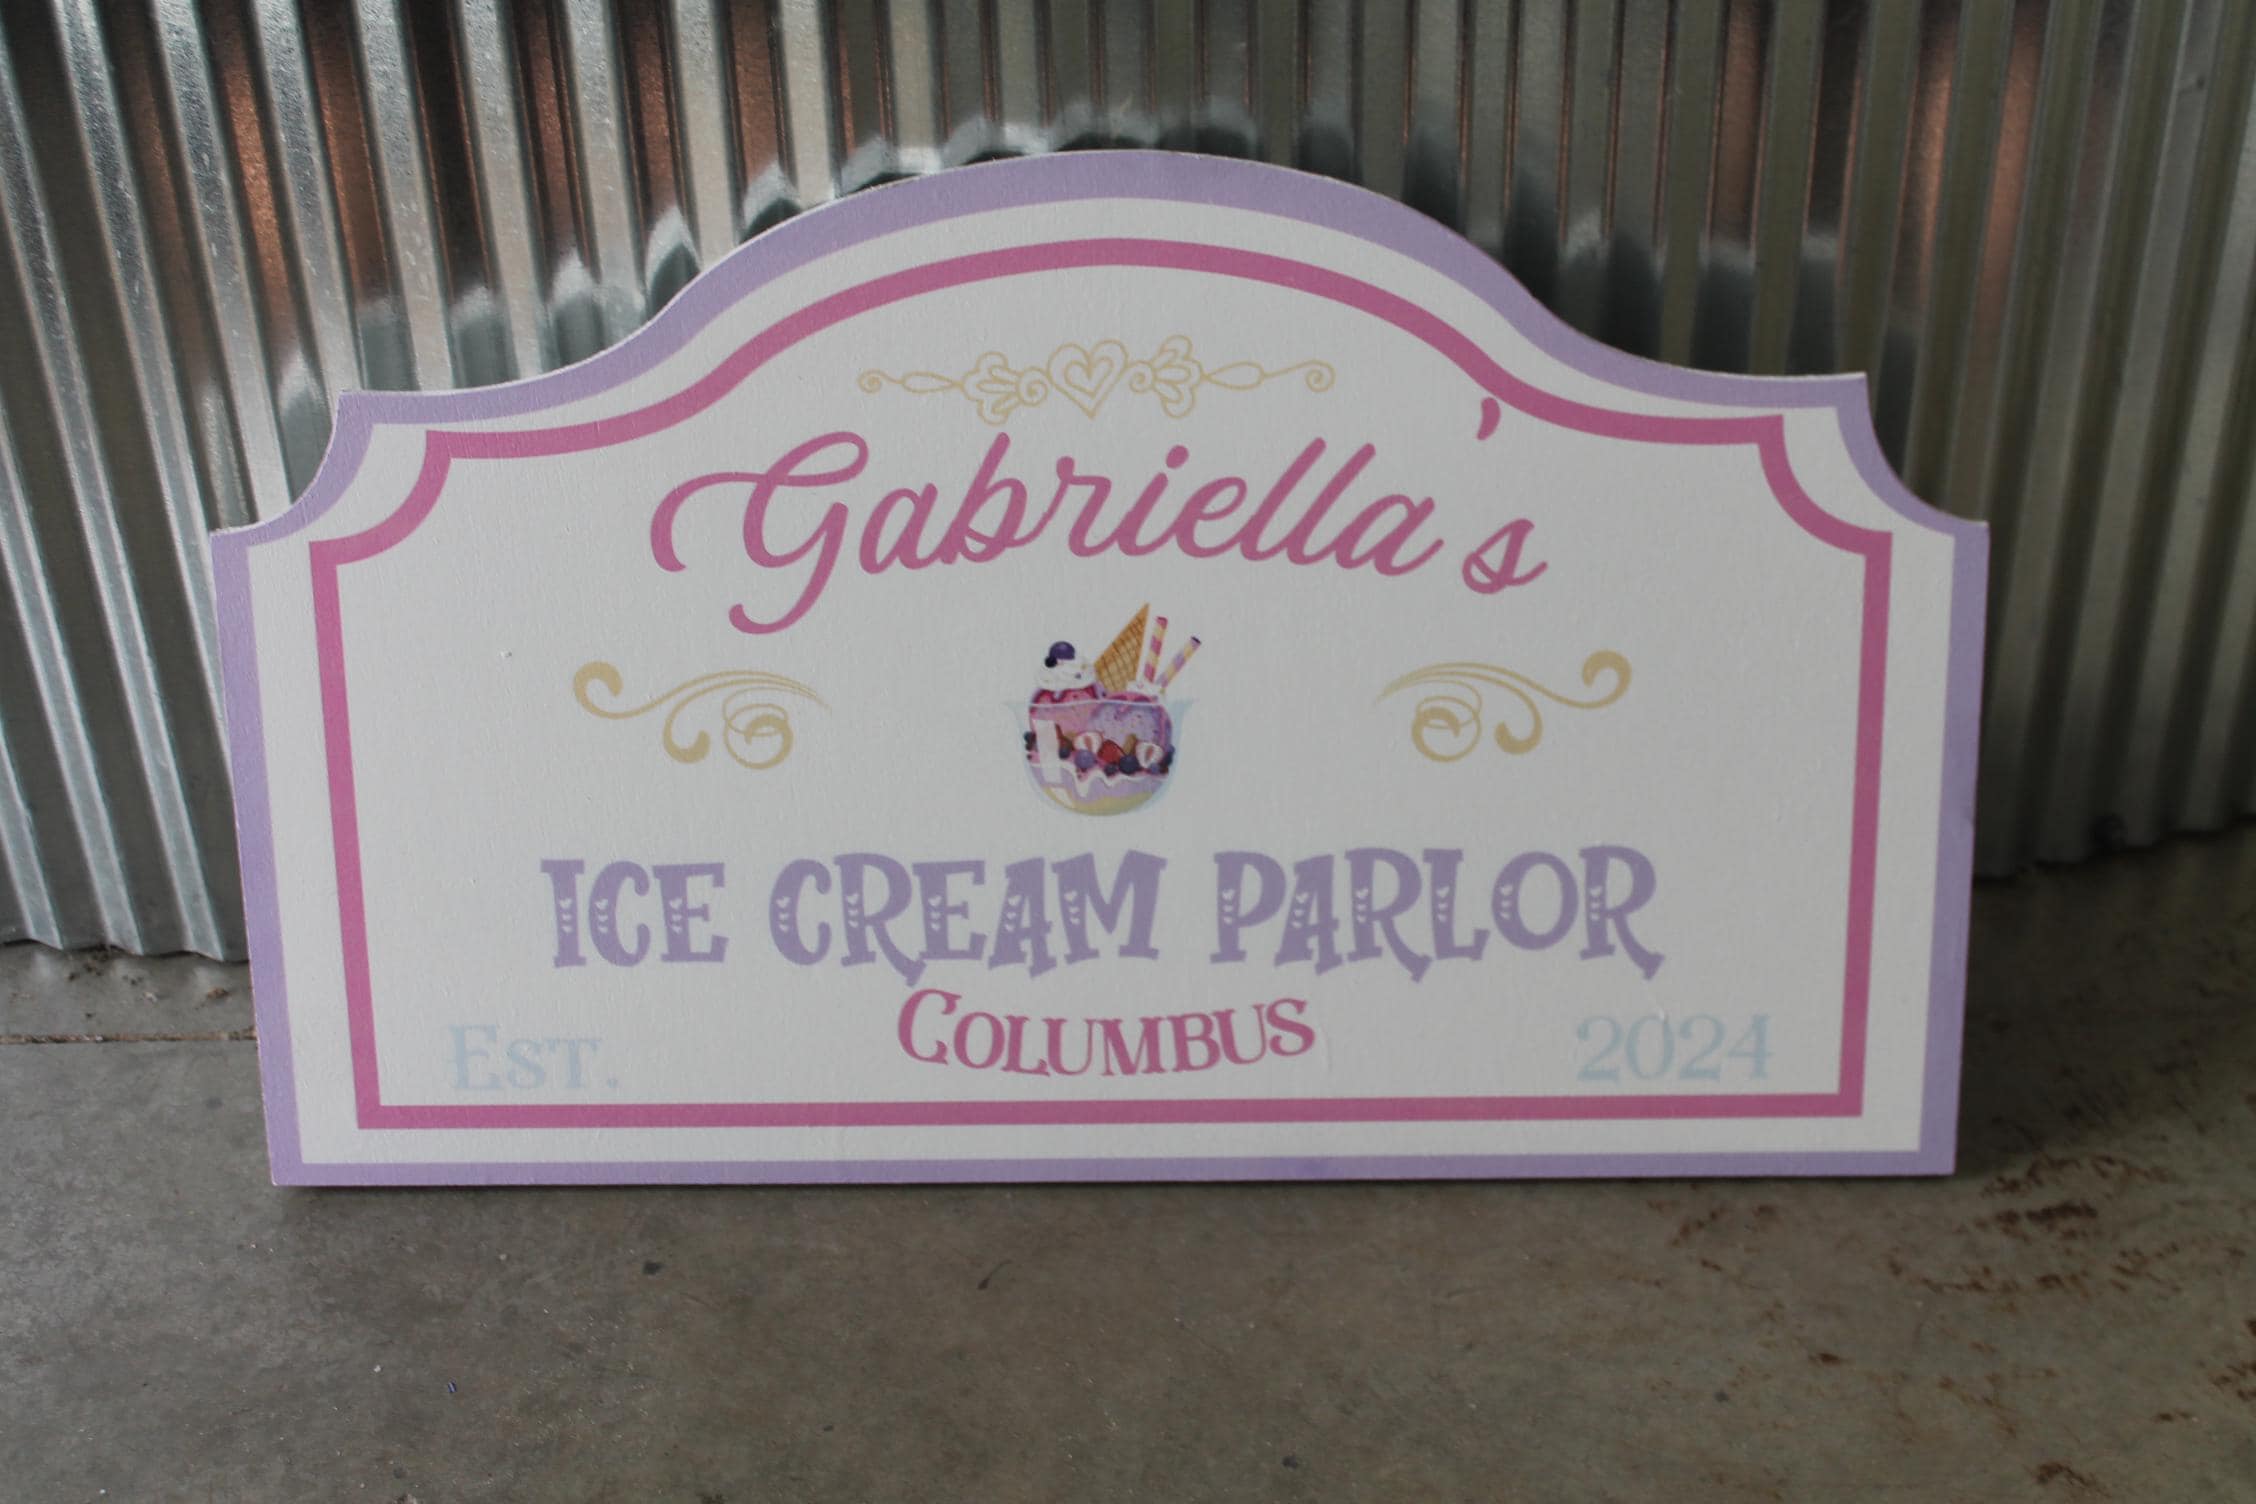 Gabriella's
ICE CREAM PARLOR
COLUMBUS
EST. 2024